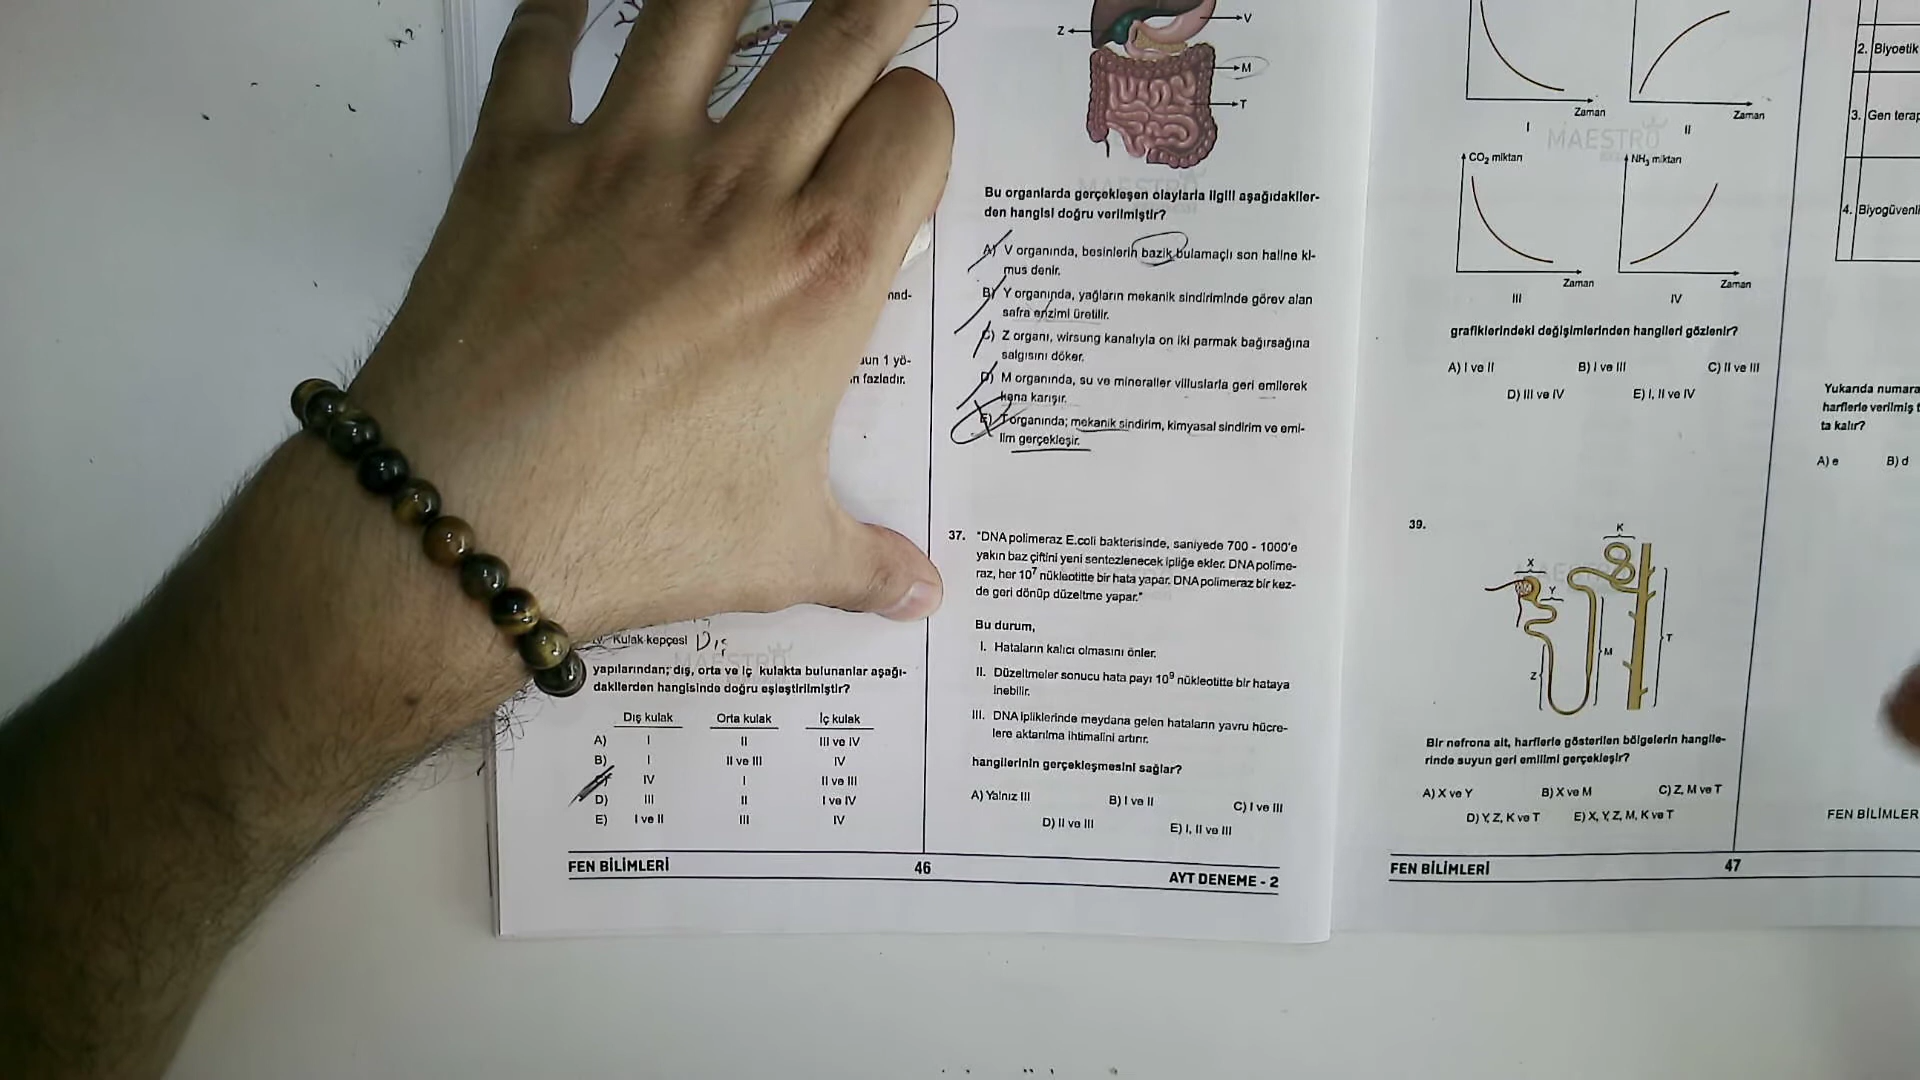 nad-
uun 1 yö-
n fazladır.
IV. Kulak kepçesi Dış
yapılarından; dış, orta ve iç kulakta bulunanlar aşağı-
dakilerden hangisinde doğru eşleştirilmiştir?
Dış kulak Orta kulak İç kulak
A) I II III ve IV
B) I II ve III IV
C) IV I II ve III
D) III II I ve IV
E) I ve II III IV
FEN BİLİMLERİ
46
AYT DENEME - 2
Z
V
M
T
MAESTRO
Bu organlarda gerçekleşen olaylarla ilgili aşağıdakiler-
den hangisi doğru verilmiştir?
A) V organında, besinlerin bazik bulamaçlı son haline ki-
mus denir.
B) Y organında, yağların mekanik sindiriminde görev alan
safra enzimi üretilir.
C) Z organı, wirsung kanalıyla on iki parmak bağırsağına
salgısını döker.
D) M organında, su ve mineraller villuslarla geri emilerek
kana karışır.
E) T organında; mekanik sindirim, kimyasal sindirim ve emi-
lim gerçekleşir.
37. "DNA polimeraz E.coli bakterisinde, saniyede 700 - 1000'e
yakın baz çiftini yeni sentezlenecek ipliğe ekler. DNA polime-
raz, her 10⁷ nükleotitte bir hata yapar. DNA polimeraz bir kez-
de geri dönüp düzeltme yapar."
Bu durum,
I. Hataların kalıcı olmasını önler.
II. Düzeltmeler sonucu hata payı 10⁹ nükleotitte bir hataya
inebilir.
III. DNA ipliklerinde meydana gelen hataların yavru hücre-
lere aktarılma ihtimalini artırır.
hangilerinin gerçekleşmesini sağlar?
A) Yalnız III B) I ve II C) I ve III
D) II ve III E) I, II ve III
Zaman Zaman
I II
MAESTRO
CO₂ miktarı NH₃ miktarı
Zaman Zaman
III IV
grafiklerindeki değişimlerinden hangileri gözlenir?
A) I ve II B) I ve III C) II ve III
D) III ve IV E) I, II ve IV
39.
K
X
Y
Z
M
T
Bir nefrona ait, harflerle gösterilen bölgelerin hangile-
rinde suyun geri emilimi gerçekleşir?
A) X ve Y B) X ve M C) Z, M ve T
D) Y, Z, K ve T E) X, Y, Z, M, K ve T
FEN BİLİMLERİ
47
2. Biyoetik
3. Gen terap
4. Biyogüvenli
Yukarıda numara
harflerle verilmiş t
ta kalır?
A) e B) d
FEN BİLİMLER